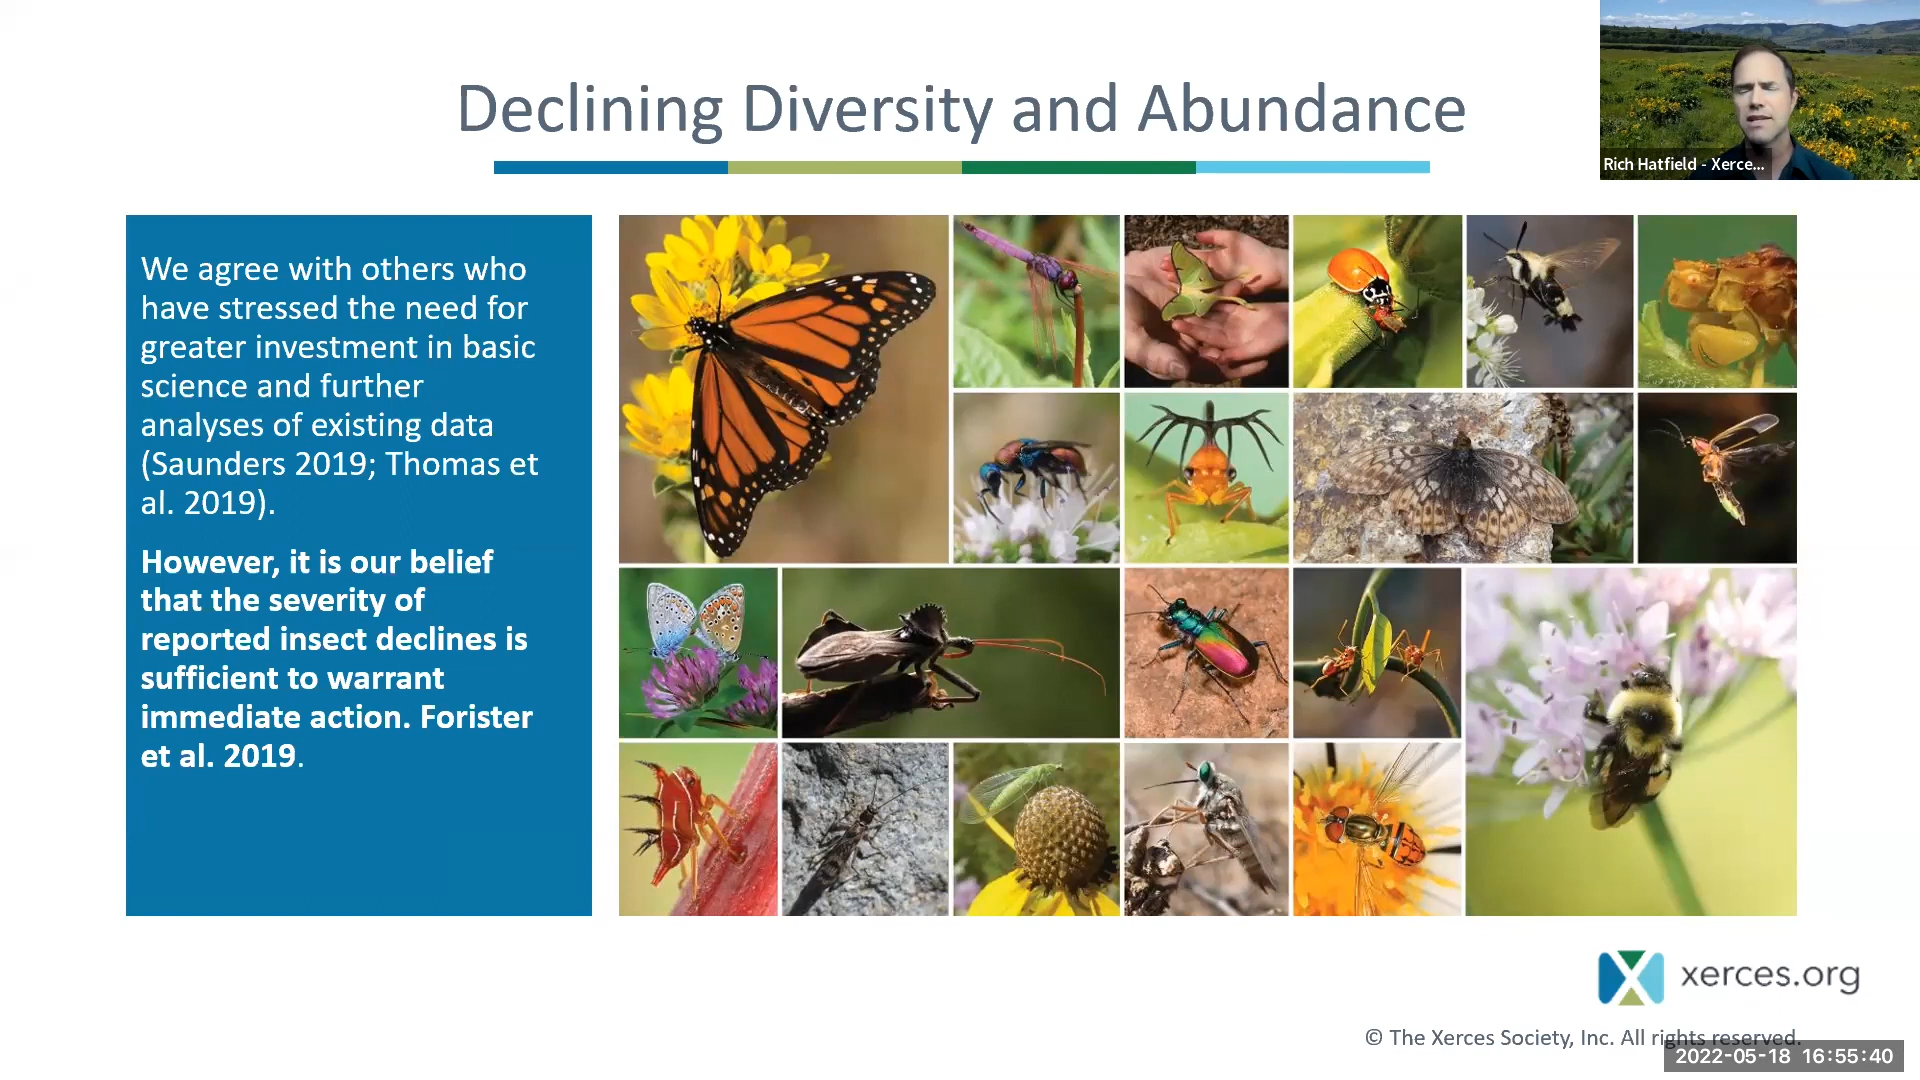 Declining Diversity and Abundance
Rich Hatfield - Xerce...
We agree with others who
have stressed the need for
greater investment in basic
science and further
analyses of existing data
(Saunders 2019; Thomas et
al. 2019).
However, it is our belief
that the severity of
reported insect declines is
sufficient to warrant
immediate action. Forister
et al. 2019.
xerces.org
© The Xerces Society, Inc. All rights reserved.
2022-05-18 16:55:40